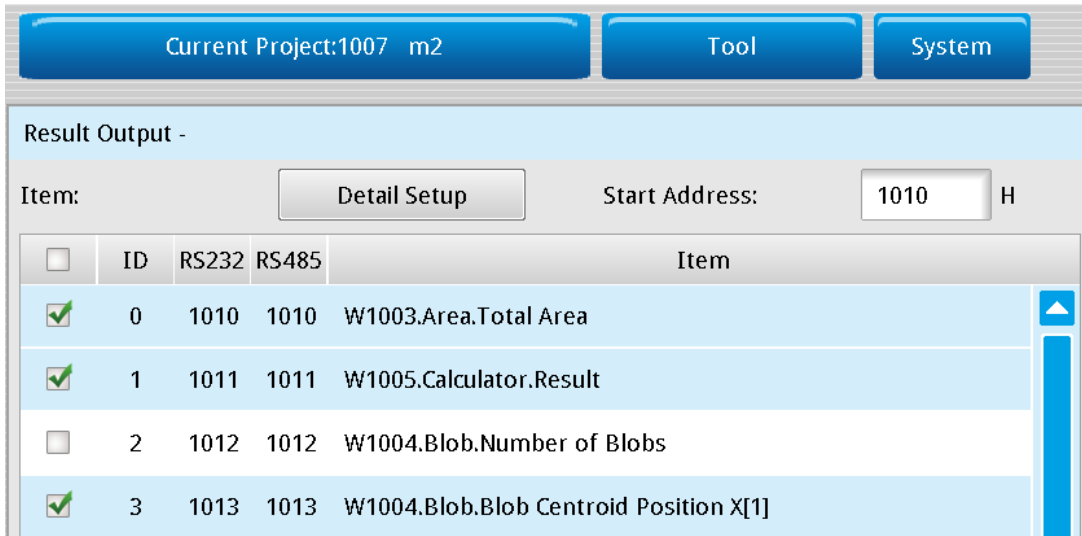 Current Project:1007 m2 Tool System
Result Output -
Item: Detail Setup Start Address: 1010 H
ID RS232 RS485 Item
0 1010 1010 W1003.Area.Total Area
1 1011 1011 W1005.Calculator.Result
2 1012 1012 W1004.Blob.Number of Blobs
3 1013 1013 W1004.Blob.Blob Centroid Position X[1]